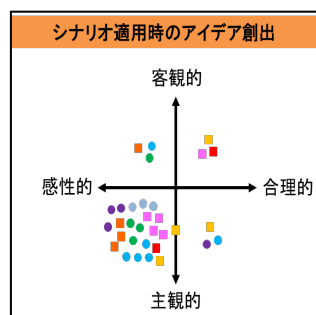 シナリオ適用時のアイデア創出
客観的
感性的
合理的
主観的